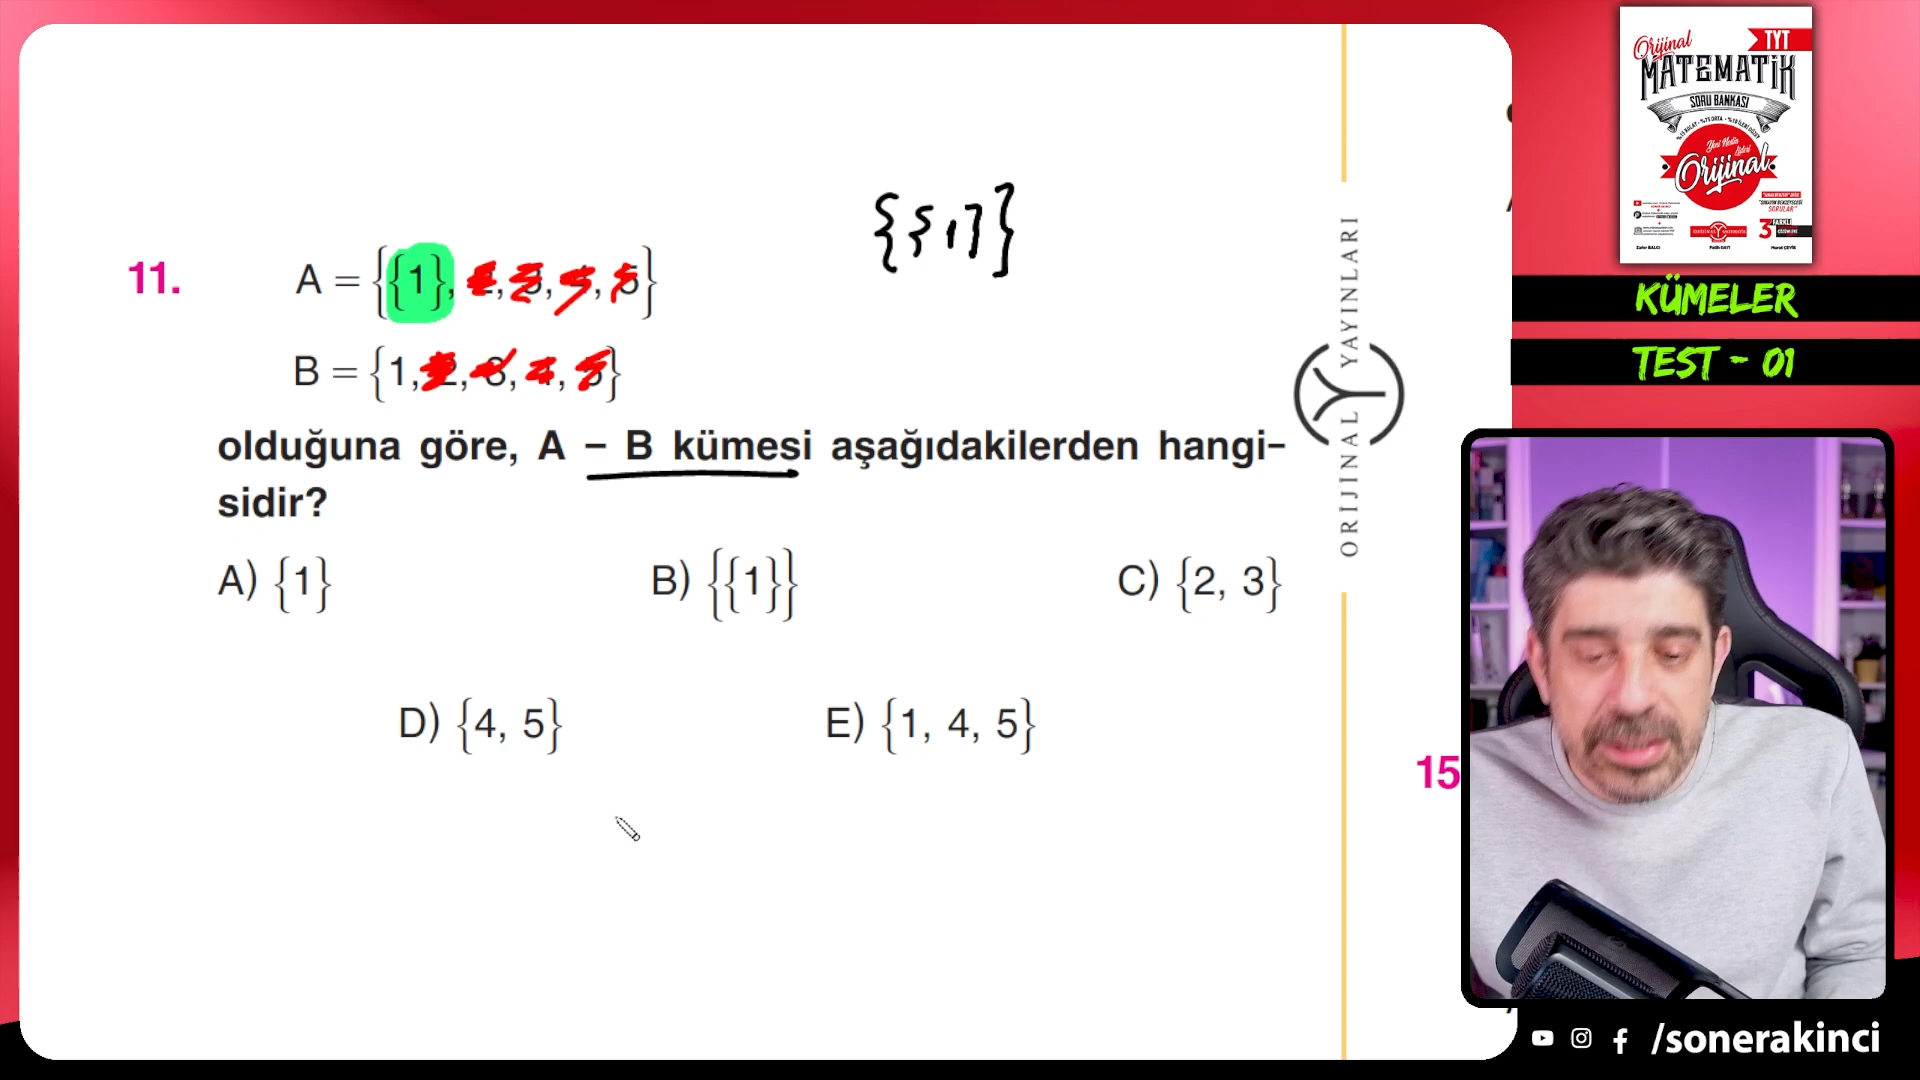 {{1}}
11. A = {{1}, 2, 3, 4, 5}
B = {1, 2, 3, 4, 5}
olduğuna göre, A – B kümesi aşağıdakilerden hangi-
sidir?
A) {1}
B) {{1}}
C) {2, 3}
D) {4, 5}
E) {1, 4, 5}
ORİJİNAL YAYINLARI
15
Orijinal
TYT
MATEMATİK
SORU BANKASI
Orijinal
3
KÜMELER
TEST - 01
/sonerakinci